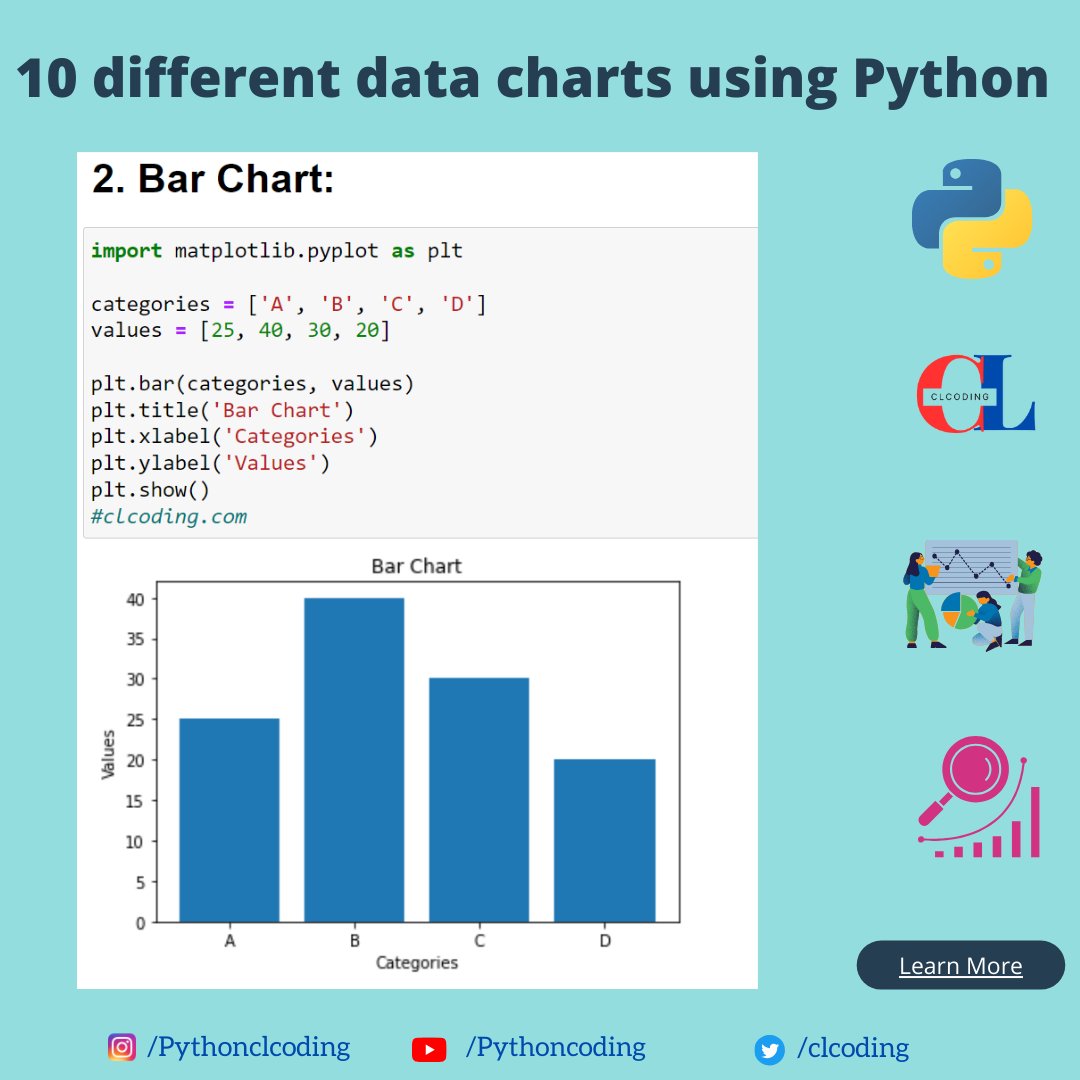 10 different data charts using Python
2. Bar Chart:
import matplotlib.pyplot as plt
categories = ['A', 'B', 'C', 'D']
values = [25, 40, 30, 20]
plt.bar(categories, values)
plt.title('Bar Chart')
plt.xlabel('Categories')
plt.ylabel('Values')
plt.show()
#clcoding.com
Bar Chart
40
35
30
25
20
15
10
5
0
Values
A B C D
Categories
CL
CLCODING
Learn More
/Pythonclcoding /Pythoncoding /clcoding